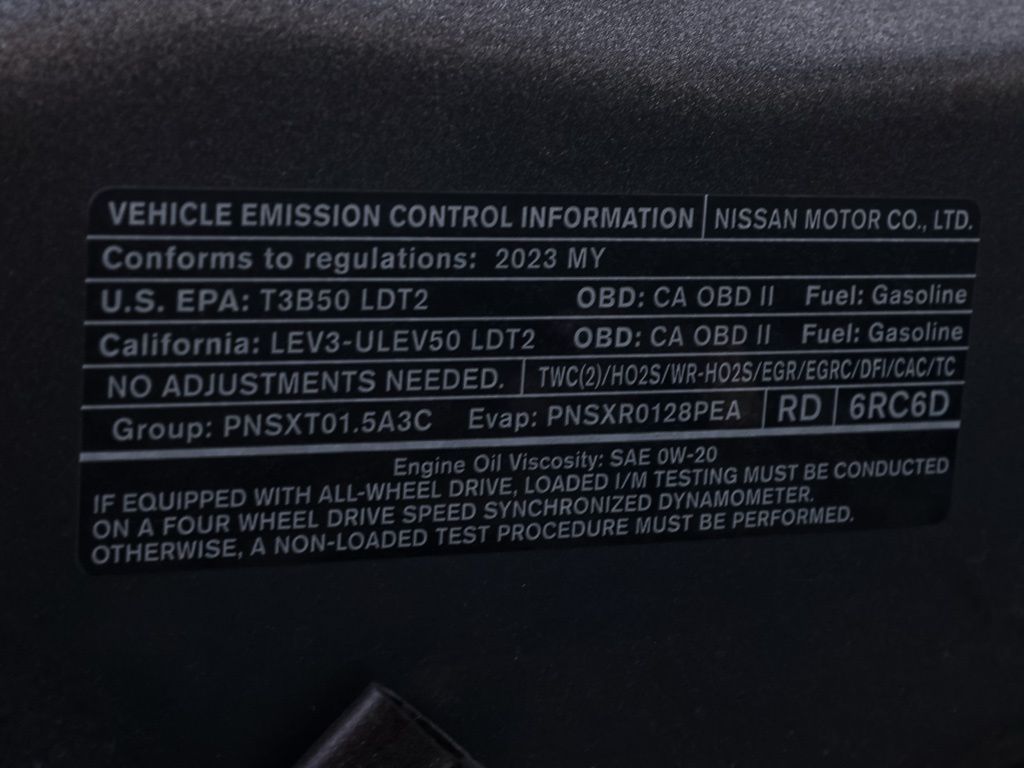 VEHICLE EMISSION CONTROL INFORMATION NISSAN MOTOR CO., LTD.
Conforms to regulations: 2023 MY
U.S. EPA: T3B50 LDT2 OBD: CA OBD II Fuel: Gasoline
California: LEV3-ULEV50 LDT2 OBD: CA OBD II Fuel: Gasoline
NO ADJUSTMENTS NEEDED. TWC(2)/HO2S/WR-HO2S/EGR/EGRC/DFI/CAC/TC
Group: PNSXT01.5A3C Evap: PNSXR0128PEA RD 6RC6D
Engine Oil Viscosity: SAE 0W-20
IF EQUIPPED WITH ALL-WHEEL DRIVE, LOADED I/M TESTING MUST BE CONDUCTED
ON A FOUR WHEEL DRIVE SPEED SYNCHRONIZED DYNAMOMETER.
OTHERWISE, A NON-LOADED TEST PROCEDURE MUST BE PERFORMED.